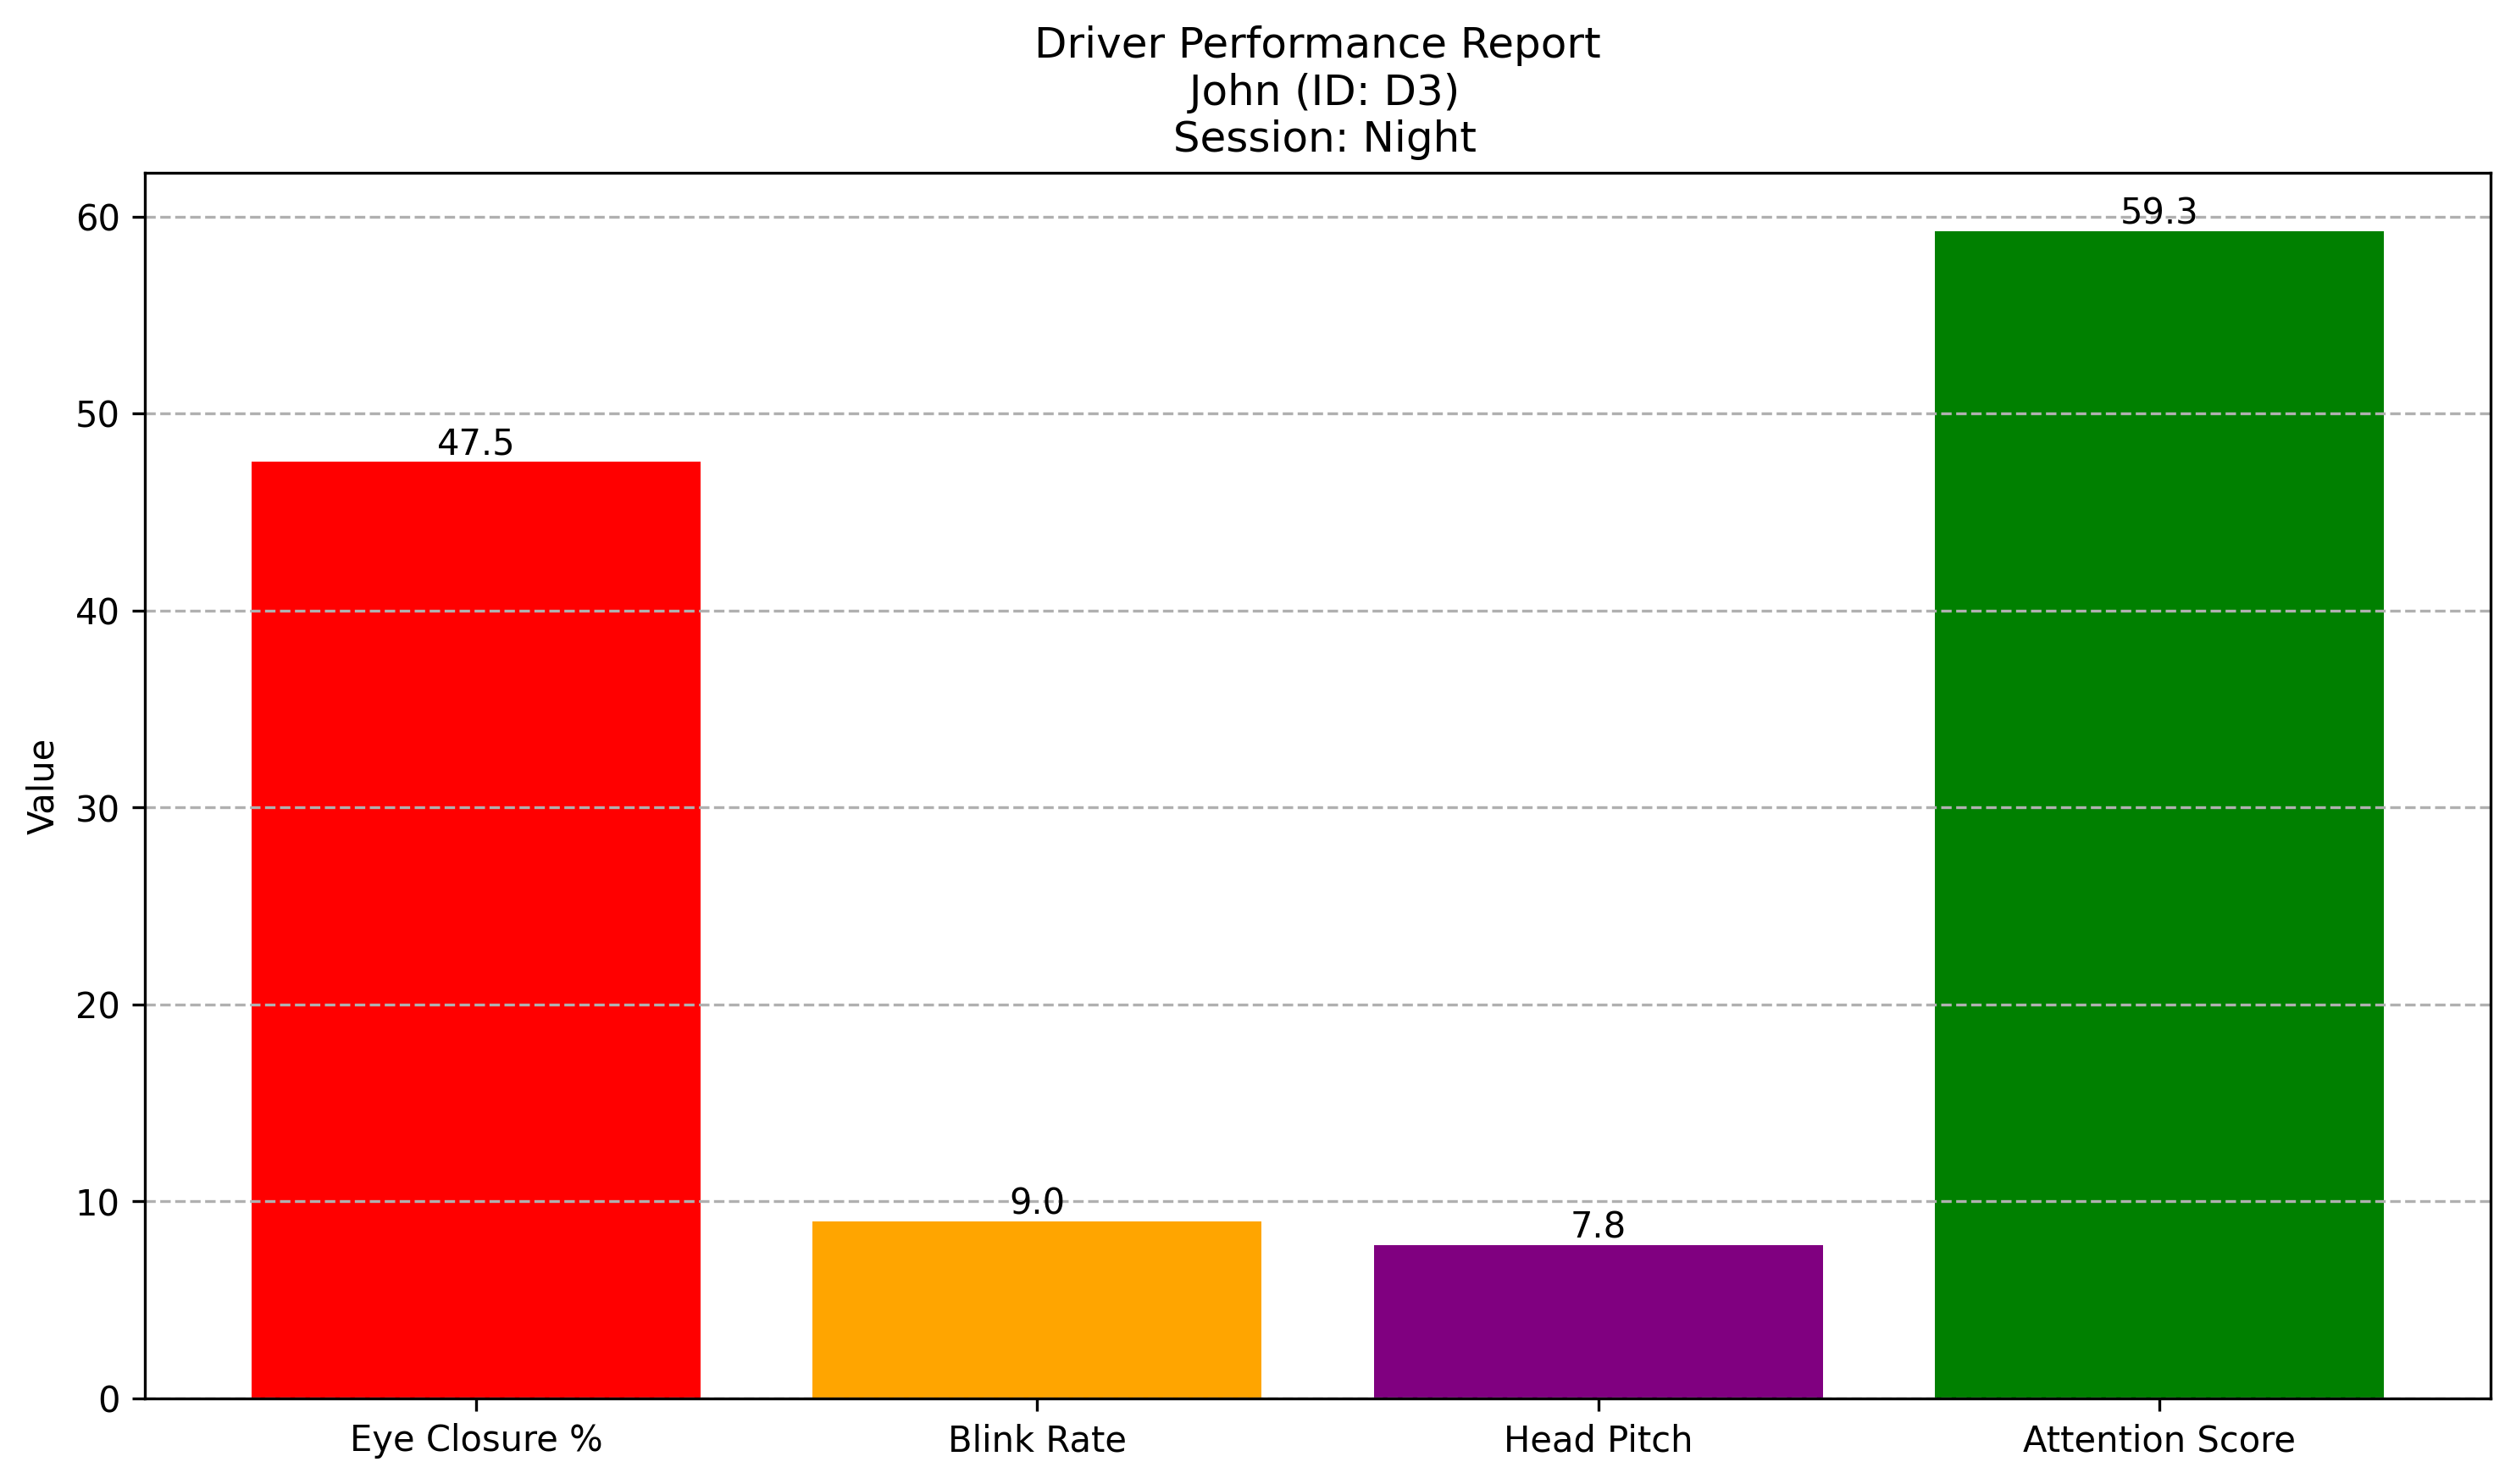 Driver Performance Report
John (ID: D3)
Session: Night
60
50
40
30
20
10
0
Value
47.5
9.0
7.8
59.3
Eye Closure %
Blink Rate
Head Pitch
Attention Score